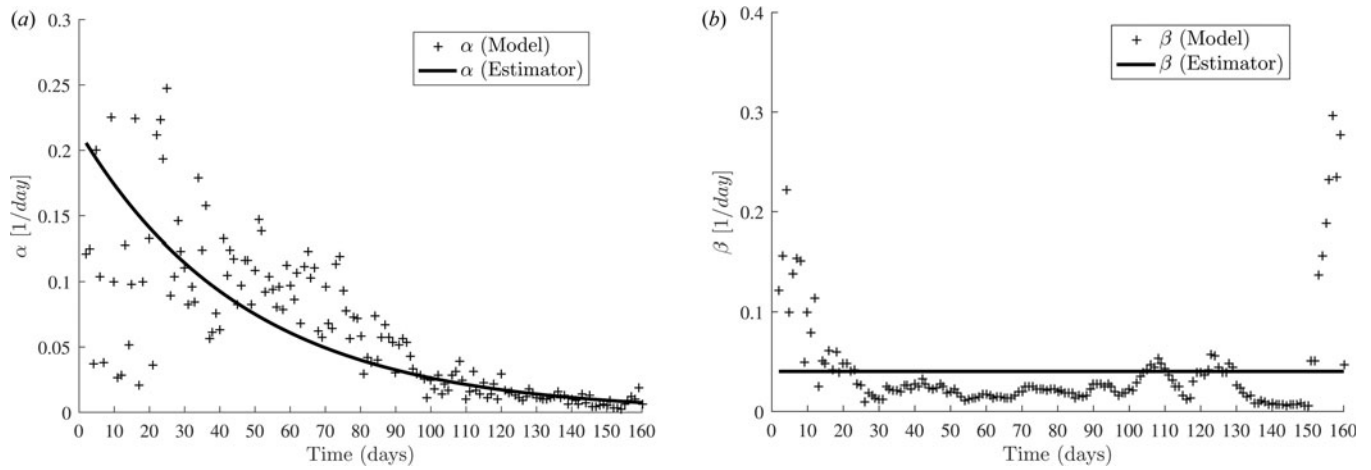 (a)
0.3
0.25
0.2
0.15
0.1
0.05
0
α [1/day]
α (Model)
α (Estimator)
0 10 20 30 40 50 60 70 80 90 100 110 120 130 140 150 160
Time (days)
(b)
0.4
0.3
0.2
0.1
0
β [1/day]
β (Model)
β (Estimator)
0 10 20 30 40 50 60 70 80 90 100 110 120 130 140 150 160
Time (days)